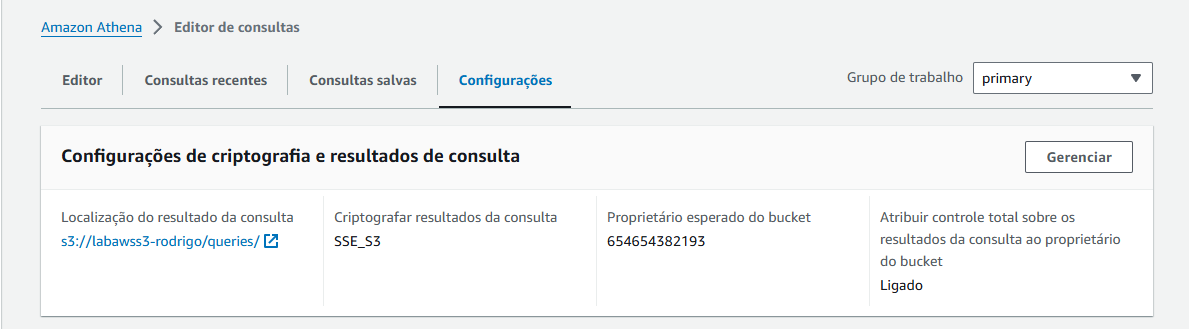 Amazon Athena > Editor de consultas
Editor
Consultas recentes
Consultas salvas
Configurações
Grupo de trabalho
primary
Configurações de criptografia e resultados de consulta
Gerenciar
Localização do resultado da consulta
s3://labawss3-rodrigo/queries/
Criptografar resultados da consulta
SSE_S3
Proprietário esperado do bucket
654654382193
Atribuir controle total sobre os
resultados da consulta ao proprietário
do bucket
Ligado